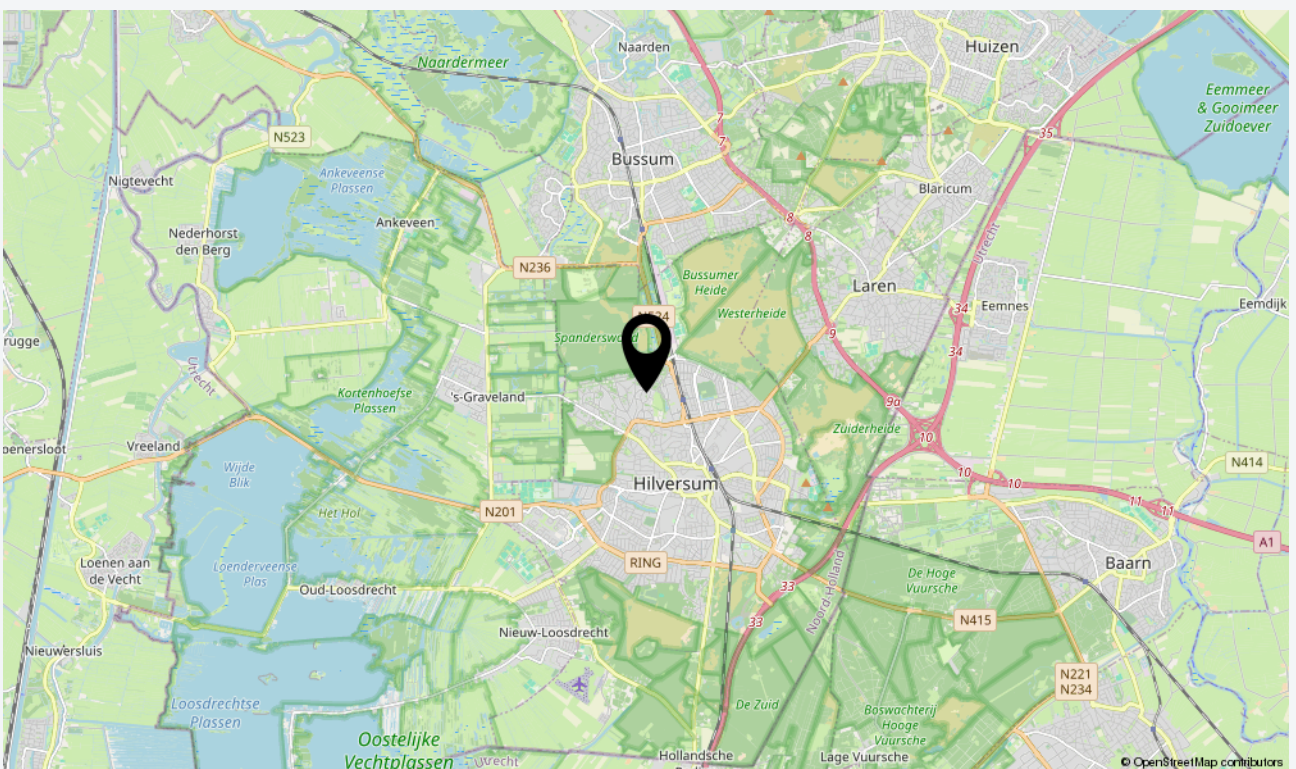 Naarden
Huizen
Naardermeer
Eemmeer
& Gooimeer
Zuidoever
7
N523
7
35
Bussum
Nigtevecht
Ankeveense
Plassen
Blaricum
8
Ankeveen
Nederhorst
den Berg
8
Utrecht
N236
Bussumer
Heide
Laren
Westerheide
Eemnes
Eemdijk
34
9
34
Utrecht
Kortenhoefse
Plassen
's-Graveland
9a
Zuiderheide
10
Vreeland
N414
Wijde
Blik
10
10
Hilversum
11
11
N201
Het Hol
A1
Loenen aan
de Vecht
Loenderveense
Plas
RING
Baarn
De Hoge
Vuursche
Oud-Loosdrecht
33
Noord-Holland
33
N415
Nieuw-Loosdrecht
Nieuwersluis
N221
N234
Loosdrechtse
Plassen
De Zuid
Boswachterij
Hooge
Vuursche
Oostelijke
Vechtplassen
Utrecht
Hollandsche
Lage Vuursche
© OpenStreetMap contributors